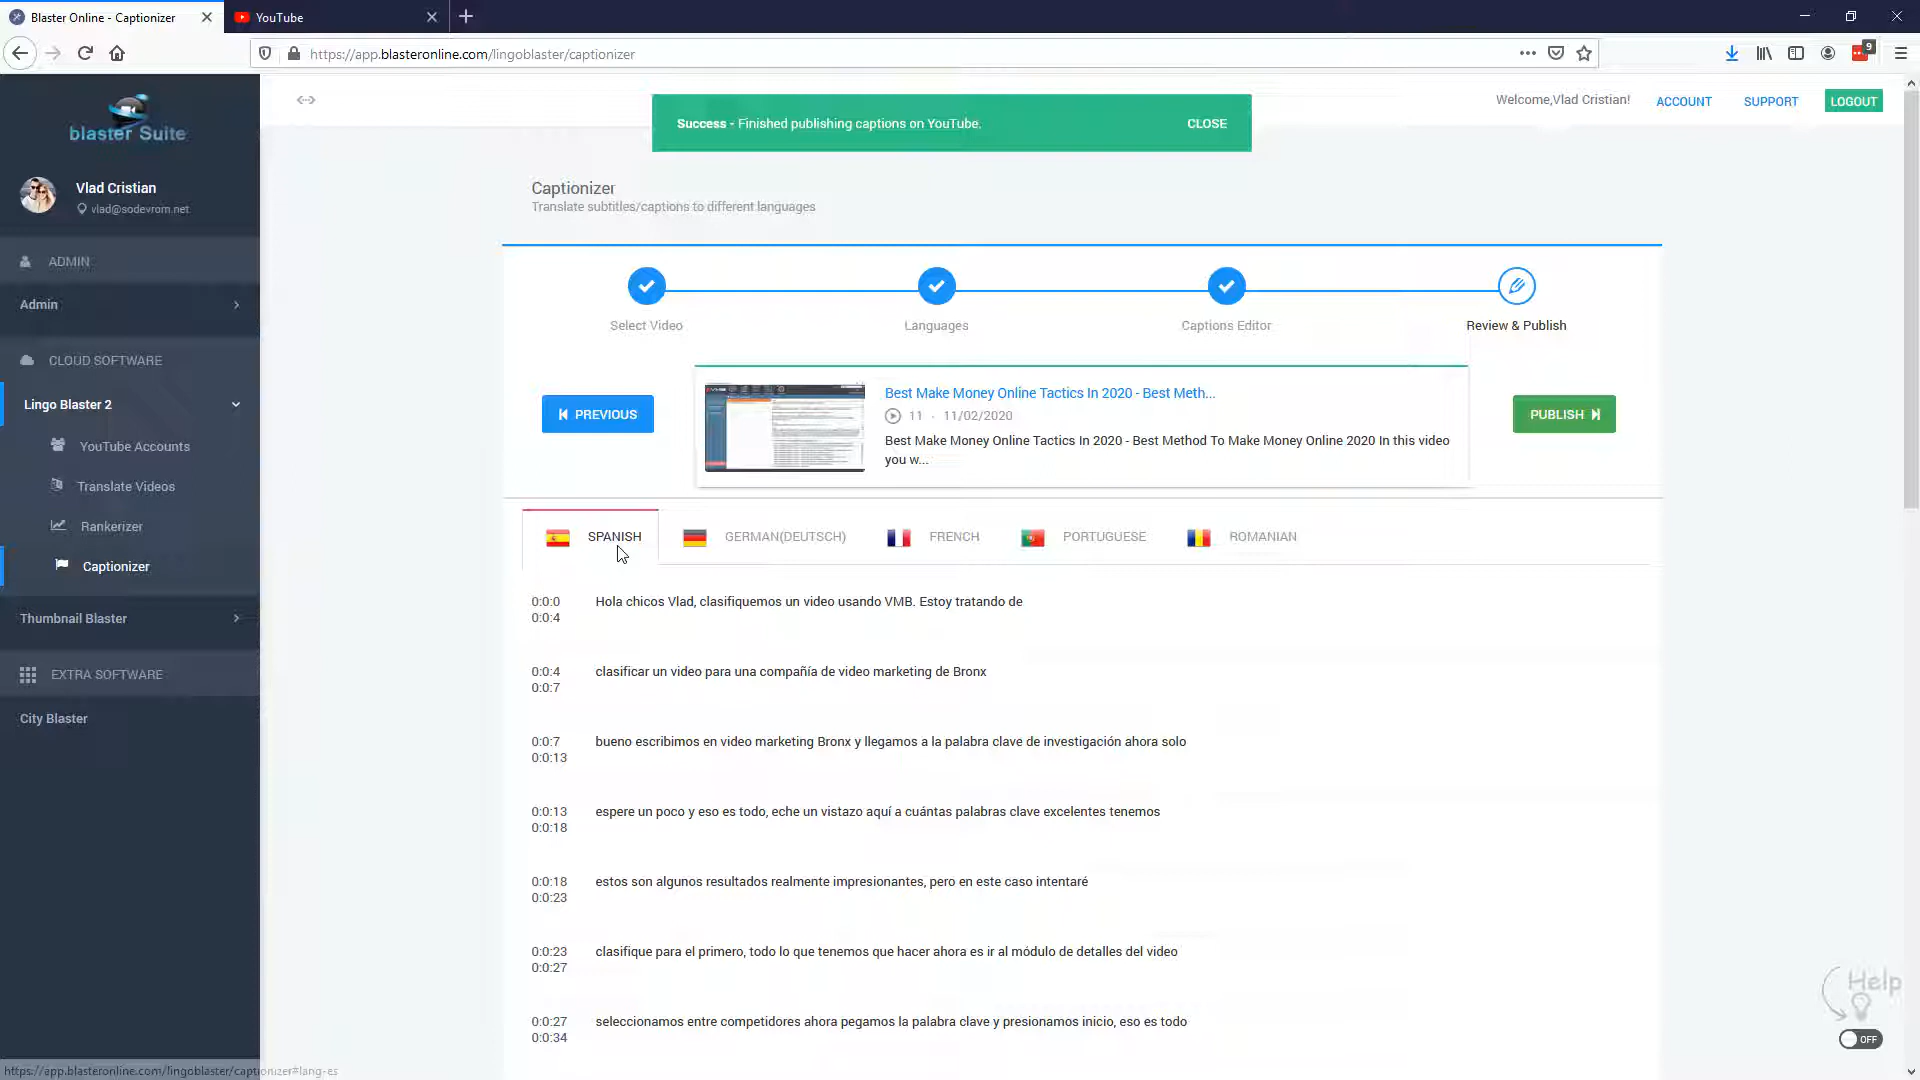 Blaster Online - Captionizer
YouTube
https://app.blasteronline.com/lingoblaster/captionizer
9
blaster Suite
Welcome,Vlad Cristian!
ACCOUNT
SUPPORT
LOGOUT
Success - Finished publishing captions on YouTube.
CLOSE
Vlad Cristian
vlad@sodevrom.net
ADMIN
Admin
CLOUD SOFTWARE
Lingo Blaster 2
YouTube Accounts
Translate Videos
Rankerizer
Captionizer
Thumbnail Blaster
EXTRA SOFTWARE
City Blaster
Captionizer
Translate subtitles/captions to different languages
Select Video
Languages
Captions Editor
Review & Publish
PREVIOUS
Best Make Money Online Tactics In 2020 - Best Meth...
11 · 11/02/2020
Best Make Money Online Tactics In 2020 - Best Method To Make Money Online 2020 In this video
you w...
PUBLISH
SPANISH
GERMAN(DEUTSCH)
FRENCH
PORTUGUESE
ROMANIAN
0:0:0
0:0:4
Hola chicos Vlad, clasifiquemos un video usando VMB. Estoy tratando de
0:0:4
0:0:7
clasificar un video para una compañía de video marketing de Bronx
0:0:7
0:0:13
bueno escribimos en video marketing Bronx y llegamos a la palabra clave de investigación ahora solo
0:0:13
0:0:18
espere un poco y eso es todo, eche un vistazo aquí a cuántas palabras clave excelentes tenemos
0:0:18
0:0:23
estos son algunos resultados realmente impresionantes, pero en este caso intentaré
0:0:23
0:0:27
clasifique para el primero, todo lo que tenemos que hacer ahora es ir al módulo de detalles del video
0:0:27
0:0:34
seleccionamos entre competidores ahora pegamos la palabra clave y presionamos inicio, eso es todo
Help
OFF
https://app.blasteronline.com/lingoblaster/captionizer#lang-es